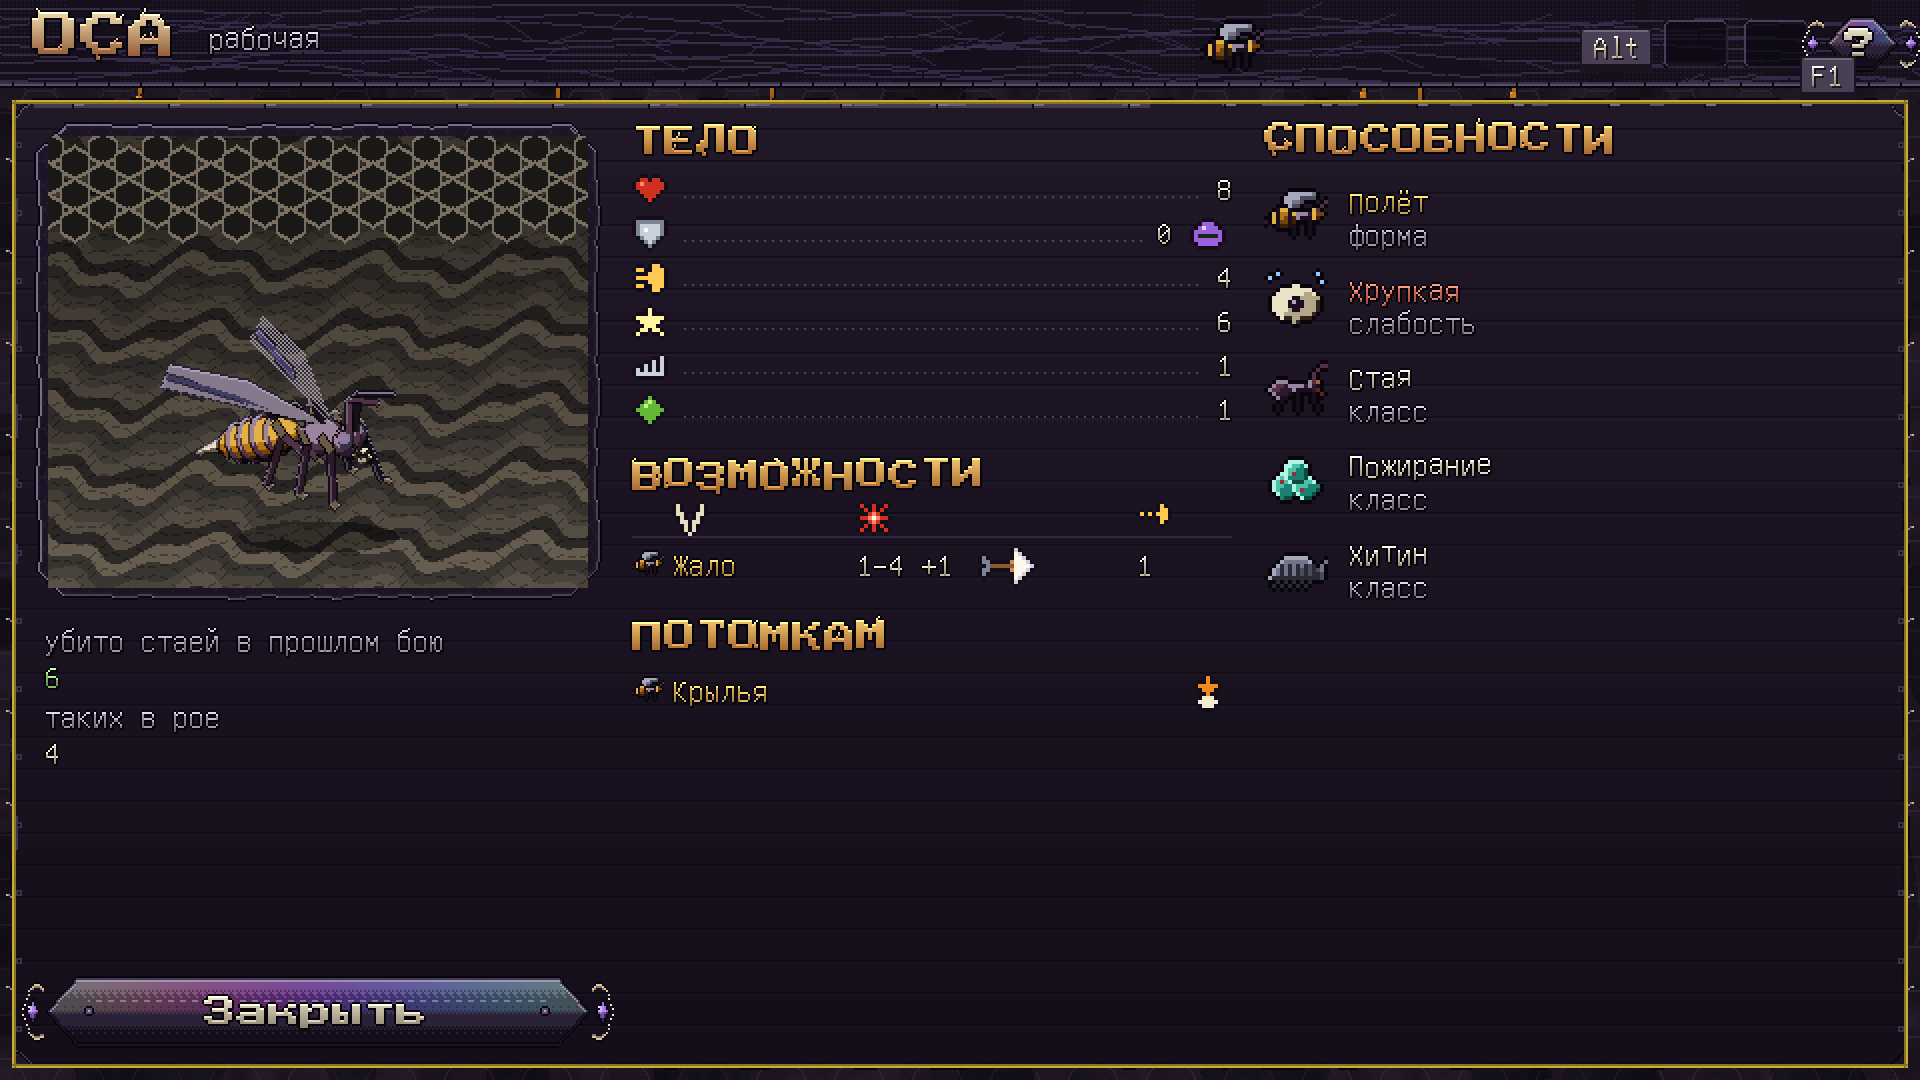 ОСА рабочая
Alt
?
F1
ТЕЛО
8
0
4
6
1
1
ВОЗМОЖНОСТИ
Жало 1-4 +1 1
ПОТОМКАМ
Крылья
СПОСОБНОСТИ
Полёт
форма
Хрупкая
слабость
Стая
класс
Пожирание
класс
Хитин
класс
убито стаей в прошлом бою
6
таких в рое
4
Закрыть